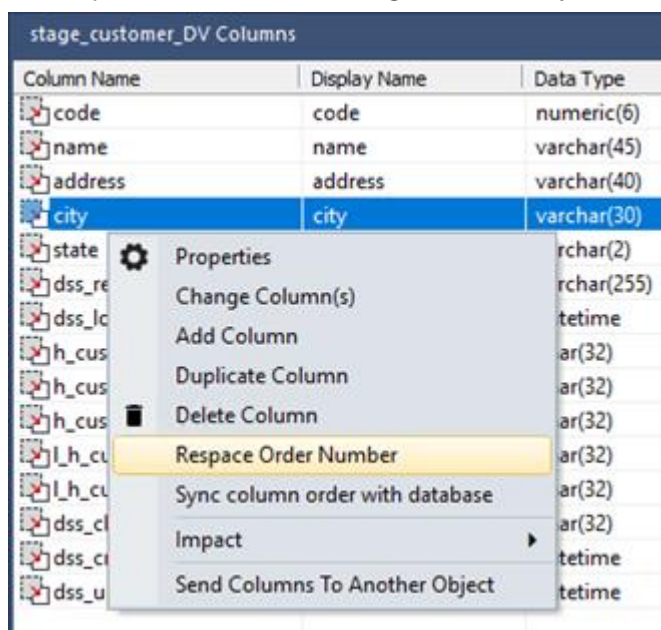 stage_customer_DV Columns
Column Name Display Name Data Type
code code numeric(6)
name name varchar(45)
address address varchar(40)
city city varchar(30)
state rchar(2)
Properties
dss_re rchar(255)
Change Column(s)
dss_lo tetime
Add Column
h_cus ar(32)
Duplicate Column
h_cus ar(32)
Delete Column
h_cus ar(32)
Respace Order Number
l_h_cu ar(32)
Sync column order with database
l_h_cu ar(32)
dss_cl ar(32)
Impact
dss_cr tetime
Send Columns To Another Object
dss_u tetime